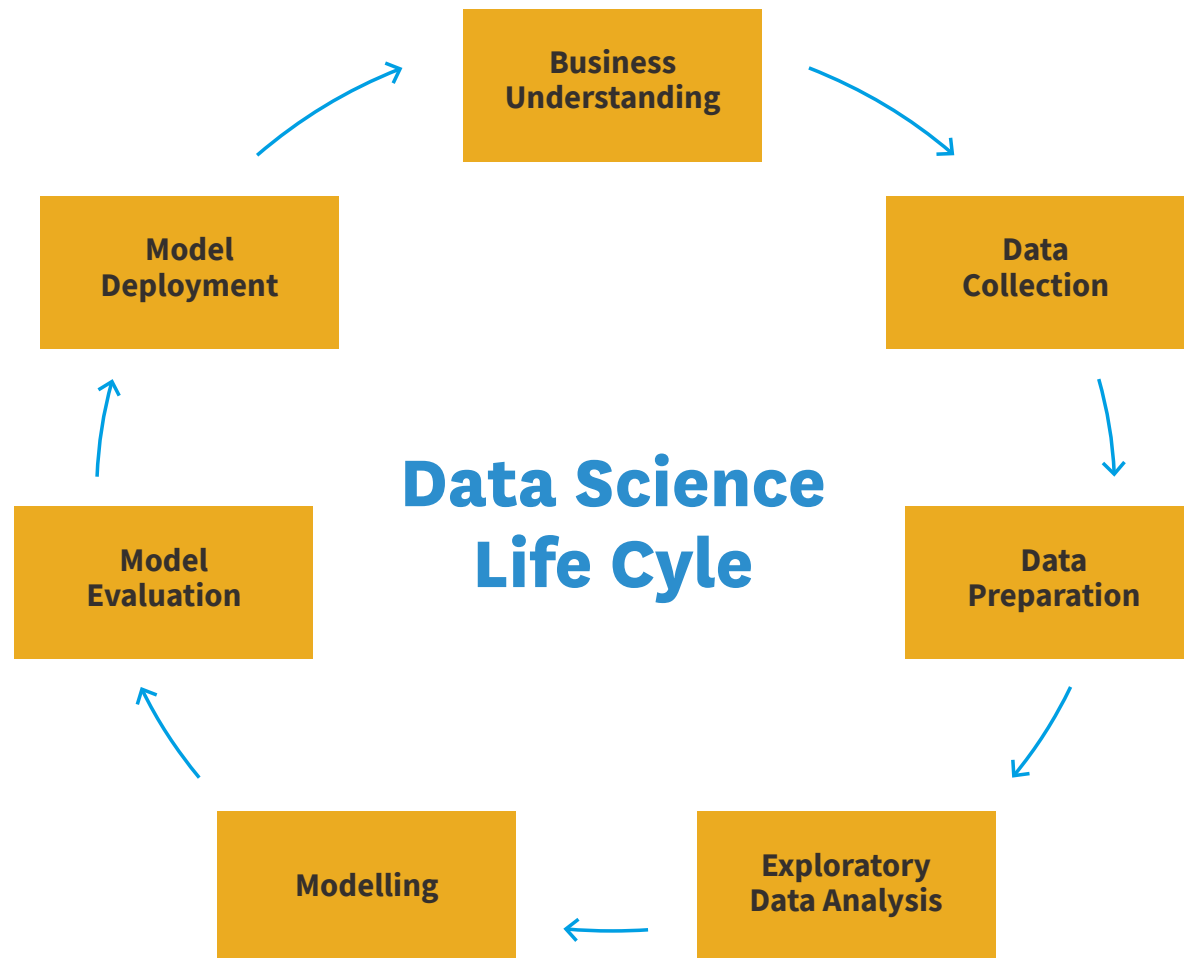 Business
Understanding
Data
Collection
Data
Preparation
Exploratory
Data Analysis
Modelling
Model
Evaluation
Model
Deployment
Data Science
Life Cyle